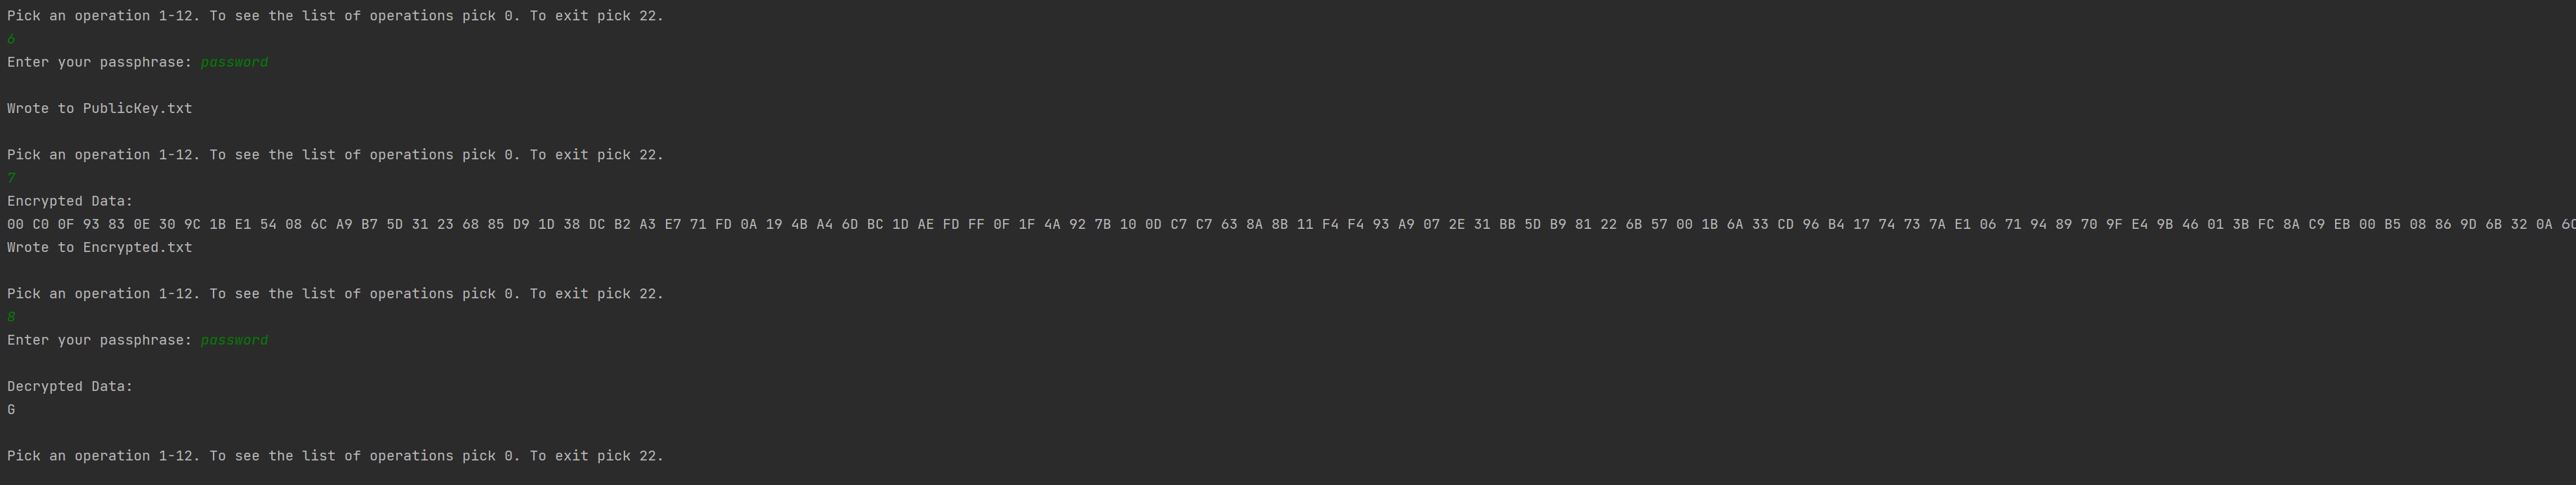 Pick an operation 1-12. To see the list of operations pick 0. To exit pick 22.
6
Enter your passphrase: password
Wrote to PublicKey.txt
Pick an operation 1-12. To see the list of operations pick 0. To exit pick 22.
7
Encrypted Data:
00 C0 0F 93 83 0E 30 9C 1B E1 54 08 6C A9 B7 5D 31 23 68 85 D9 1D 38 DC B2 A3 E7 71 FD 0A 19 4B A4 6D BC 1D AE FD FF 0F 1F 4A 92 7B 10 0D C7 C7 63 8A 8B 11 F4 F4 93 A9 07 2E 31 BB 5D B9 81 22 6B 57 00 1B 6A 33 CD 96 B4 17 74 73 7A E1 06 71 94 89 70 9F E4 9B 46 01 3B FC 8A C9 EB 00 B5 08 86 9D 6B 32 0A
Wrote to Encrypted.txt
Pick an operation 1-12. To see the list of operations pick 0. To exit pick 22.
8
Enter your passphrase: password
Decrypted Data:
G
Pick an operation 1-12. To see the list of operations pick 0. To exit pick 22.